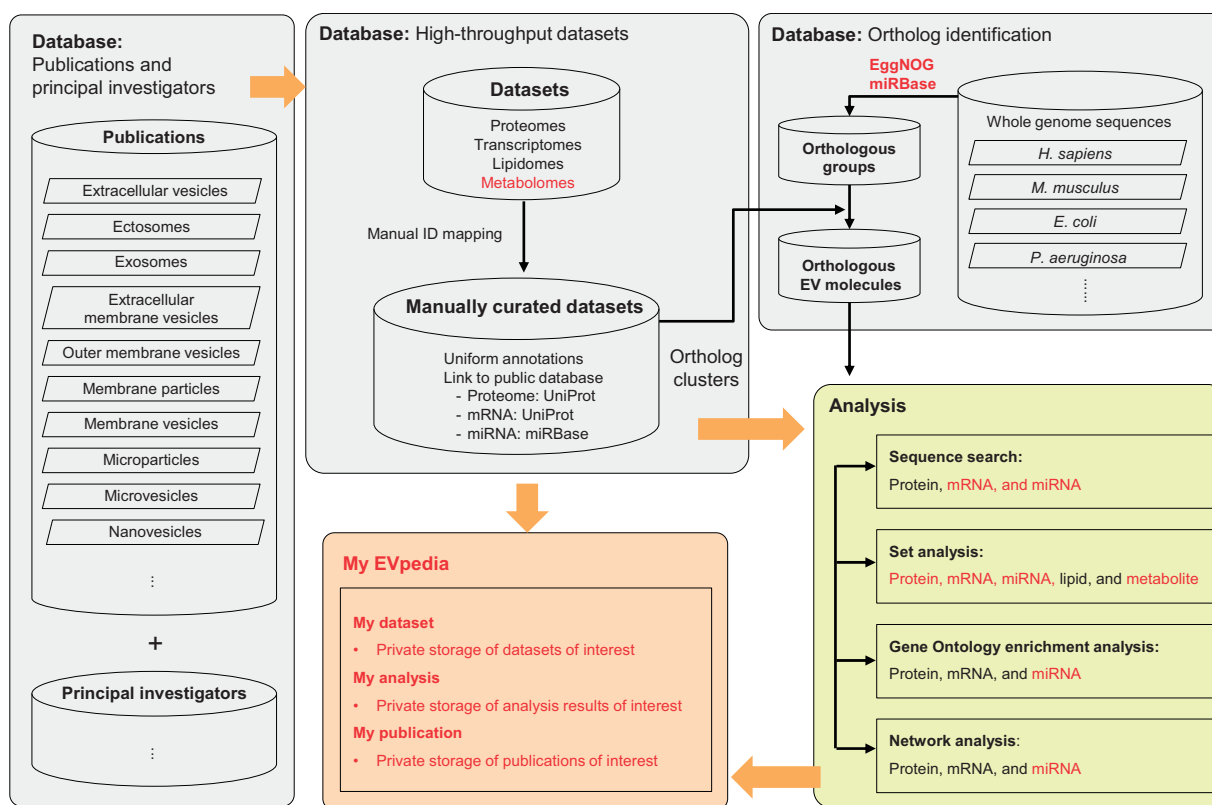 Database:
Publications and
principal investigators
Publications
Extracellular vesicles
Ectosomes
Exosomes
Extracellular
membrane vesicles
Outer membrane vesicles
Membrane particles
Membrane vesicles
Microparticles
Microvesicles
Nanovesicles
⋮
+
Principal investigators
⋮
Database: High-throughput datasets
Datasets
Proteomes
Transcriptomes
Lipidomes
Metabolomes
Manual ID mapping
Manually curated datasets
Uniform annotations
Link to public database
- Proteome: UniProt
- mRNA: UniProt
- miRNA: miRBase
Ortholog
clusters
Database: Ortholog identification
EggNOG
miRBase
Orthologous
groups
Orthologous
EV molecules
Whole genome sequences
H. sapiens
M. musculus
E. coli
P. aeruginosa
⋮
My EVpedia
My dataset
• Private storage of datasets of interest
My analysis
• Private storage of analysis results of interest
My publication
• Private storage of publications of interest
Analysis
Sequence search:
Protein, mRNA, and miRNA
Set analysis:
Protein, mRNA, miRNA, lipid, and metabolite
Gene Ontology enrichment analysis:
Protein, mRNA, and miRNA
Network analysis:
Protein, mRNA, and miRNA